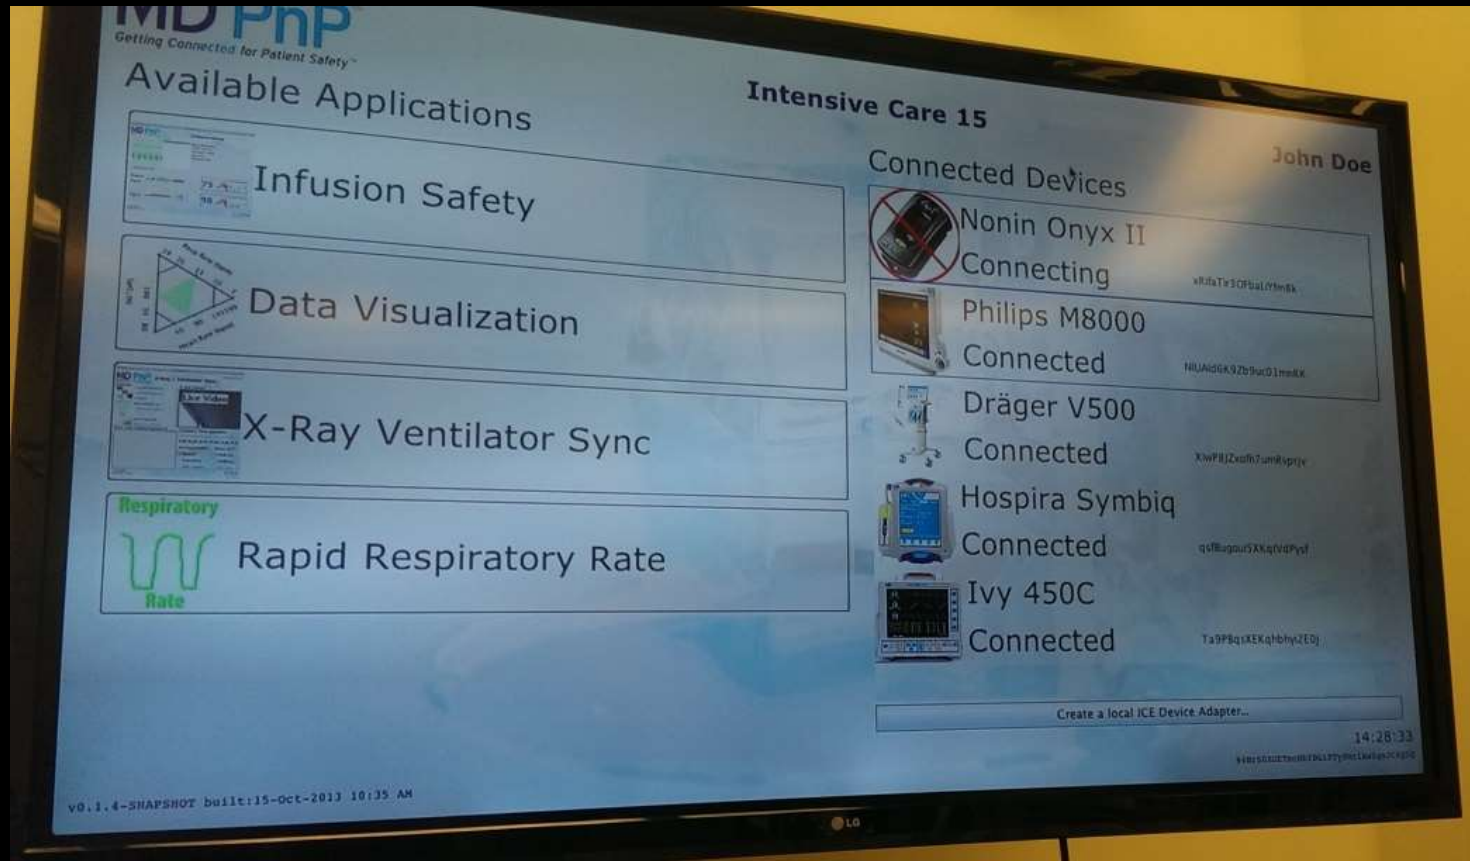 MD PnP
Getting Connected for Patient Safety™
Available Applications
Infusion Safety
Data Visualization
X-Ray Ventilator Sync
Live Video
Respiratory
Rate
Rapid Respiratory Rate
Intensive Care 15
John Doe
Connected Devices
Nonin Onyx II
Connecting
Philips M8000
Connected
Dräger V500
Connected
Hospira Symbiq
Connected
Ivy 450C
Connected
Create a local ICE Device Adapter...
14:28:33
v0.1.4-SNAPSHOT built:15-Oct-2013 10:35 AM
LG